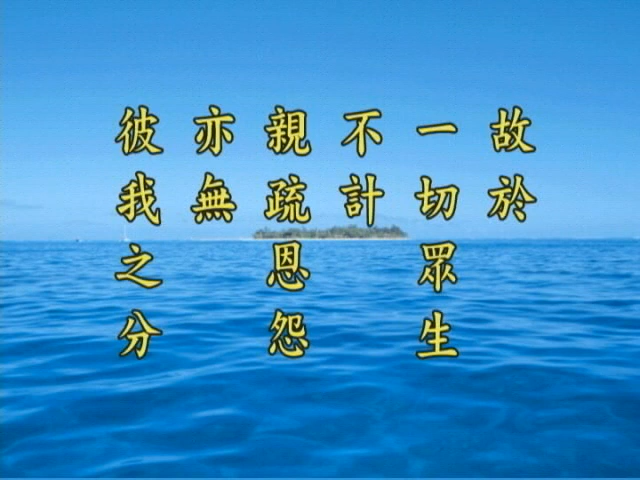 故於
一切眾生
不計
親疏恩怨
亦無
彼我之分